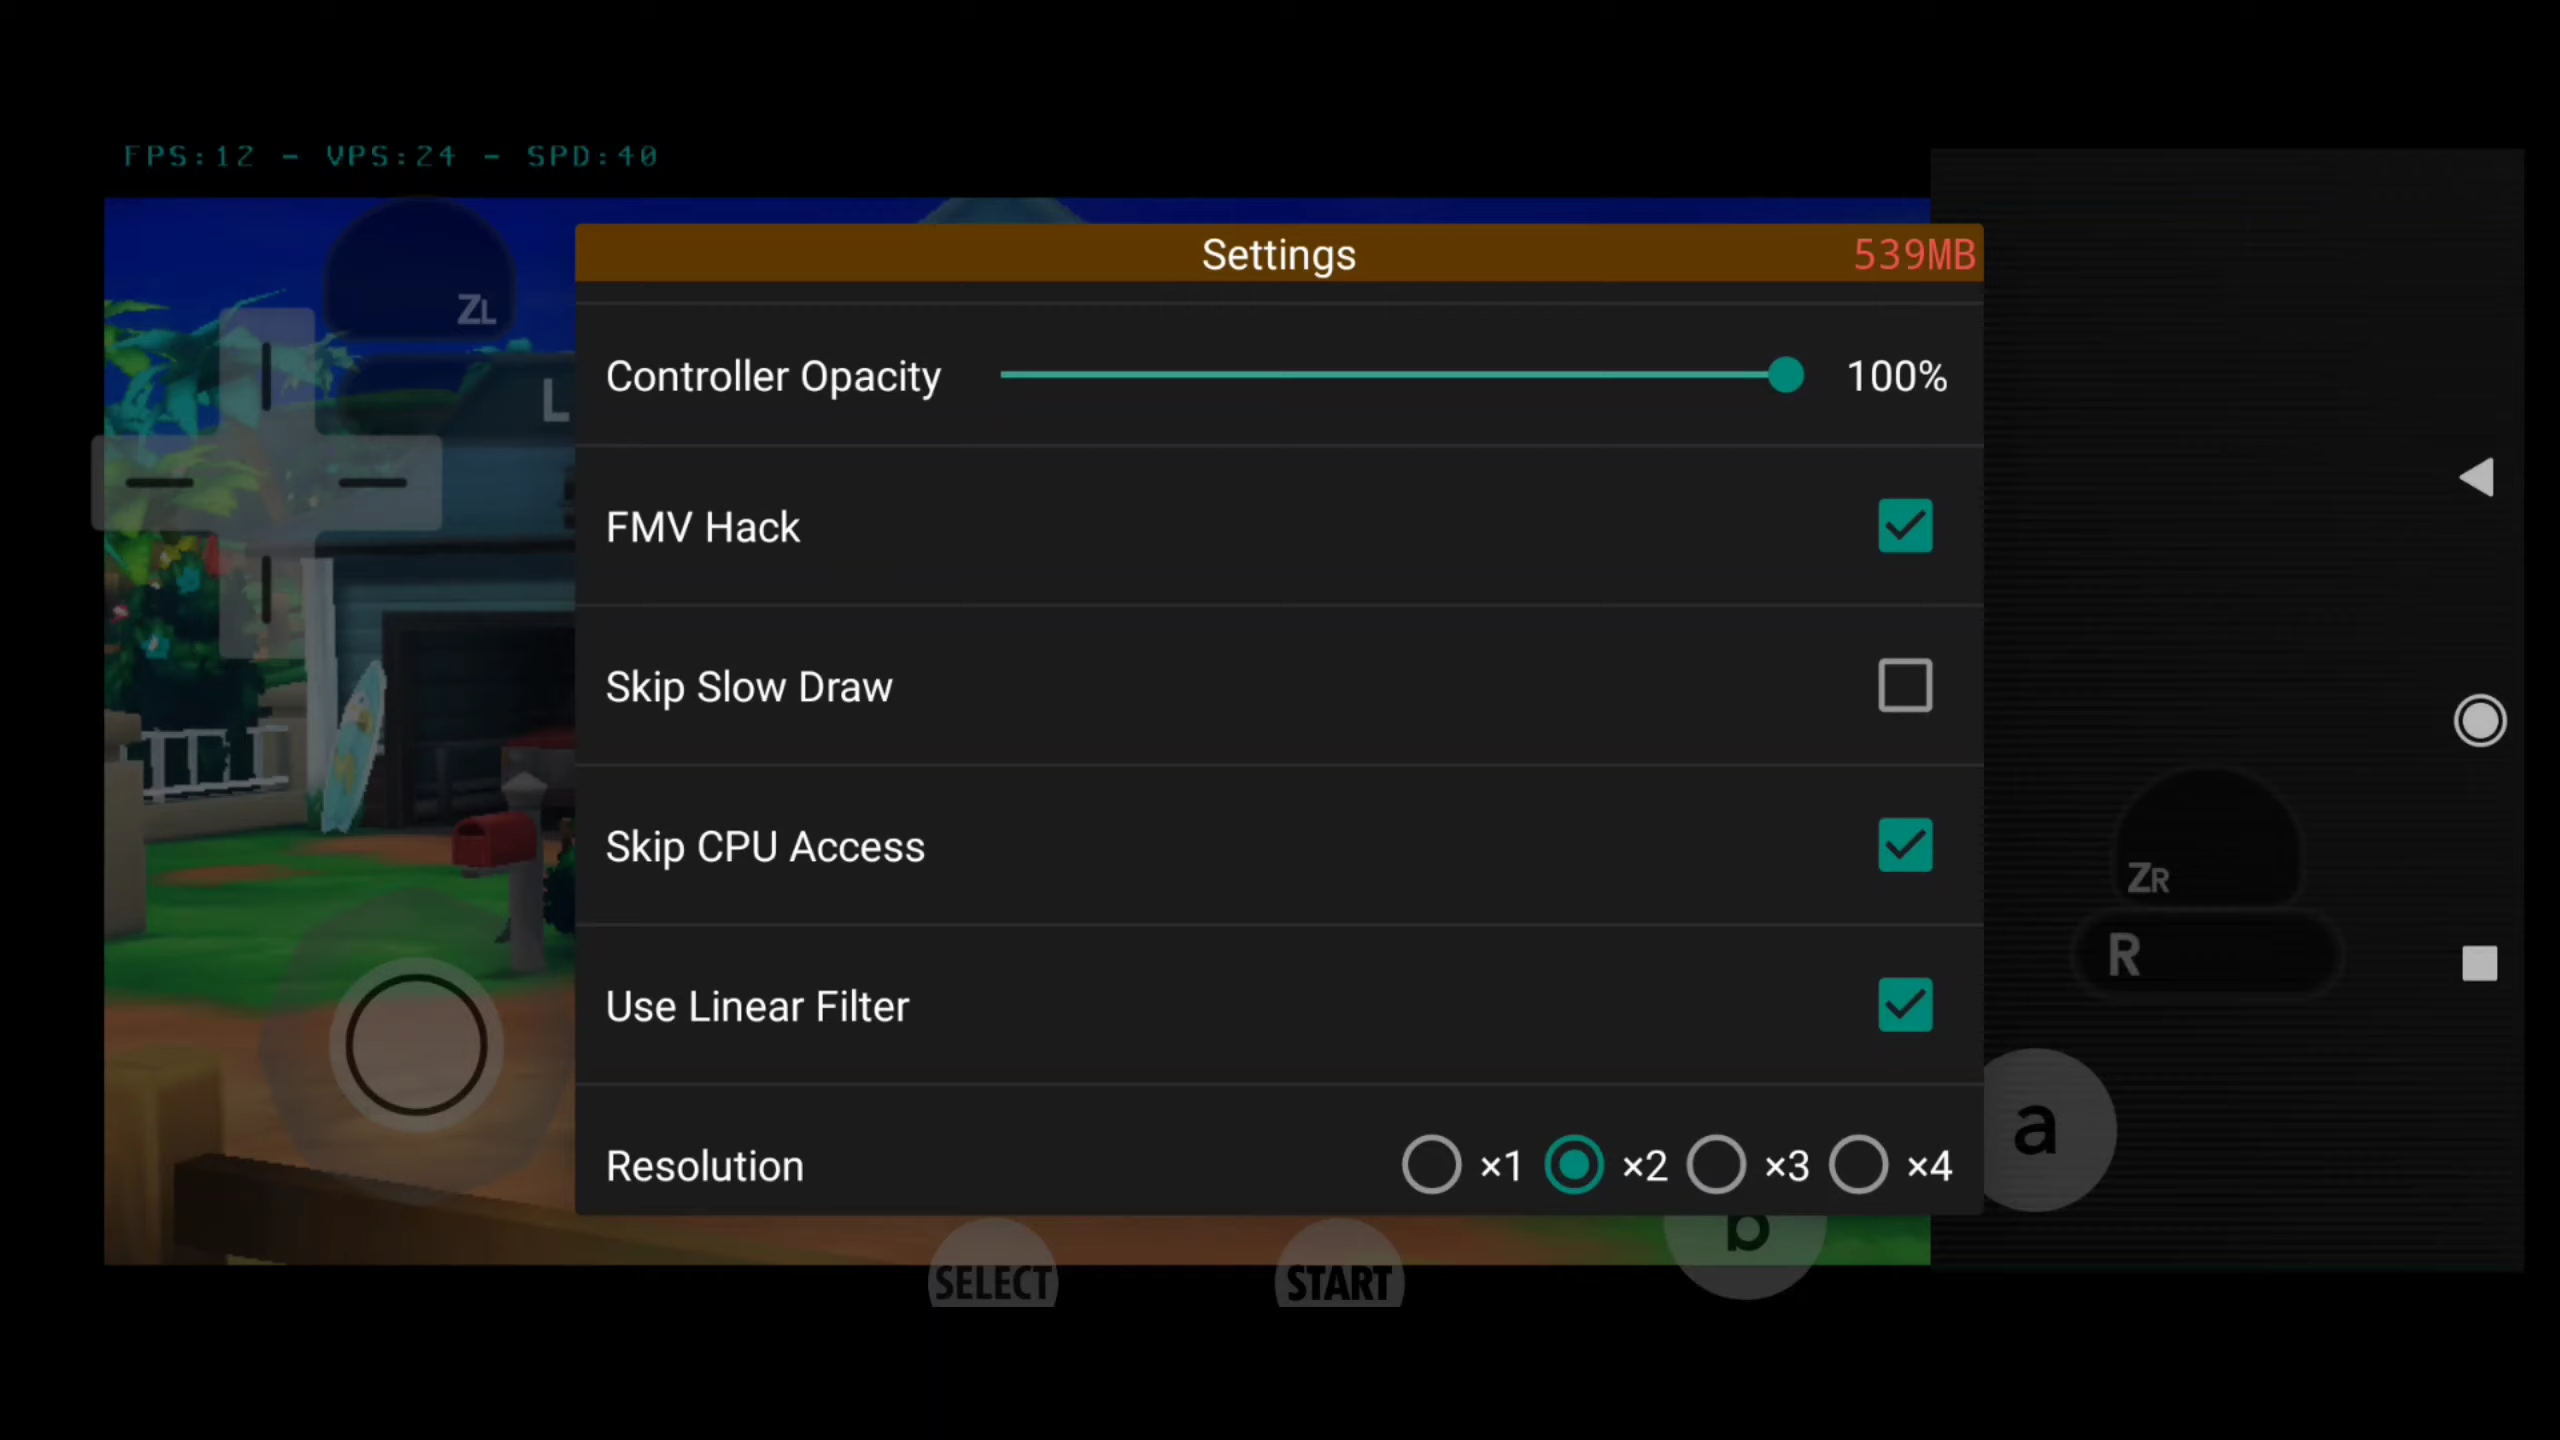 FPS:12 - VPS:24 - SPD:40
Settings 539MB
ZL
L
Controller Opacity 100%
FMV Hack
Skip Slow Draw
Skip CPU Access
ZR
R
Use Linear Filter
Resolution ×1 ×2 ×3 ×4
a
b
SELECT START